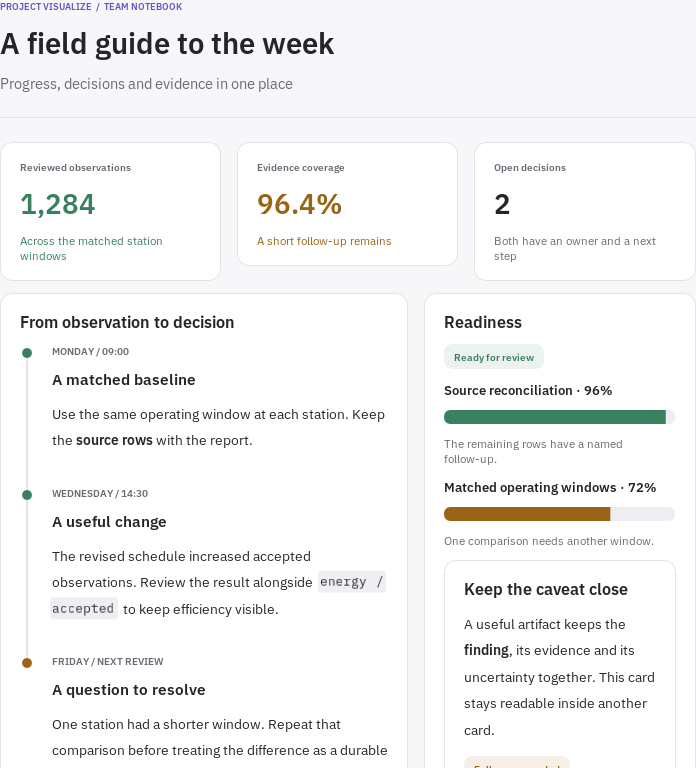 PROJECT VISUALIZE / TEAM NOTEBOOK
A field guide to the week
Progress, decisions and evidence in one place
Reviewed observations
1,284
Across the matched station
windows
Evidence coverage
96.4%
A short follow-up remains
Open decisions
2
Both have an owner and a next
step
From observation to decision
MONDAY / 09:00
A matched baseline
Use the same operating window at each station. Keep
the source rows with the report.
WEDNESDAY / 14:30
A useful change
The revised schedule increased accepted
observations. Review the result alongside energy /
accepted to keep efficiency visible.
FRIDAY / NEXT REVIEW
A question to resolve
One station had a shorter window. Repeat that
comparison before treating the difference as a durable
Readiness
Ready for review
Source reconciliation · 96%
The remaining rows have a named
follow-up.
Matched operating windows · 72%
One comparison needs another window.
Keep the caveat close
A useful artifact keeps the
finding, its evidence and its
uncertainty together. This card
stays readable inside another
card.